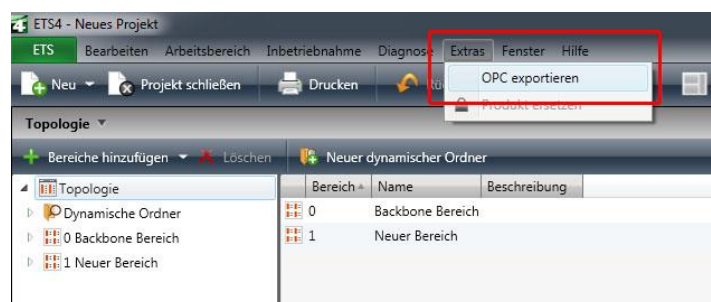 ETS4 - Neues Projekt
ETS Bearbeiten Arbeitsbereich Inbetriebnahme Diagnose Extras Fenster Hilfe
Neu Projekt schließen Drucken
OPC exportieren
Produkt ersetzen
Topologie
Bereiche hinzufügen Löschen Neuer dynamischer Ordner
Topologie
Dynamische Ordner
0 Backbone Bereich
1 Neuer Bereich
Bereich Name Beschreibung
0 Backbone Bereich
1 Neuer Bereich